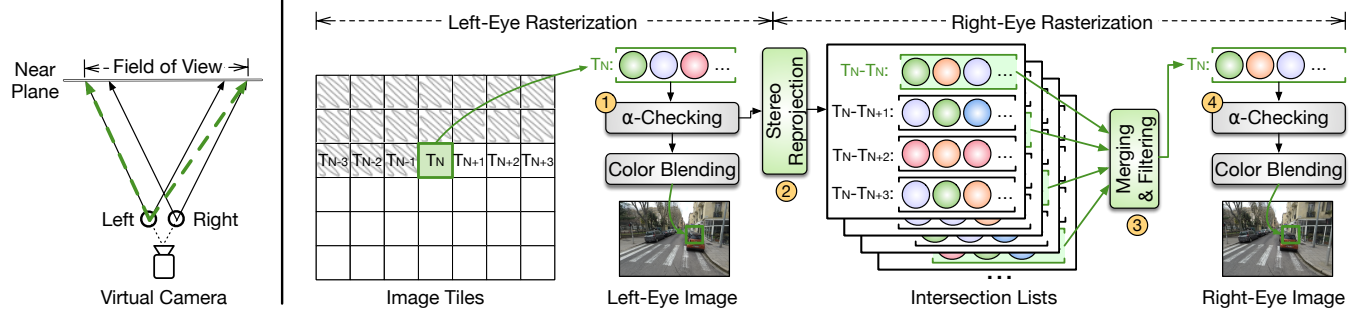 Near
Plane
Field of View
Left
Right
Virtual Camera
Left-Eye Rasterization
Right-Eye Rasterization
TN-3 TN-2 TN-1 TN TN+1 TN+2 TN+3
Image Tiles
TN: ...
1
α-Checking
Color Blending
Left-Eye Image
Stereo
Reprojection
2
TN-TN: ...
TN-TN+1: ...
TN-TN+2: ...
TN-TN+3: ...
...
Intersection Lists
Merging
& Filtering
3
TN: ...
4
α-Checking
Color Blending
Right-Eye Image